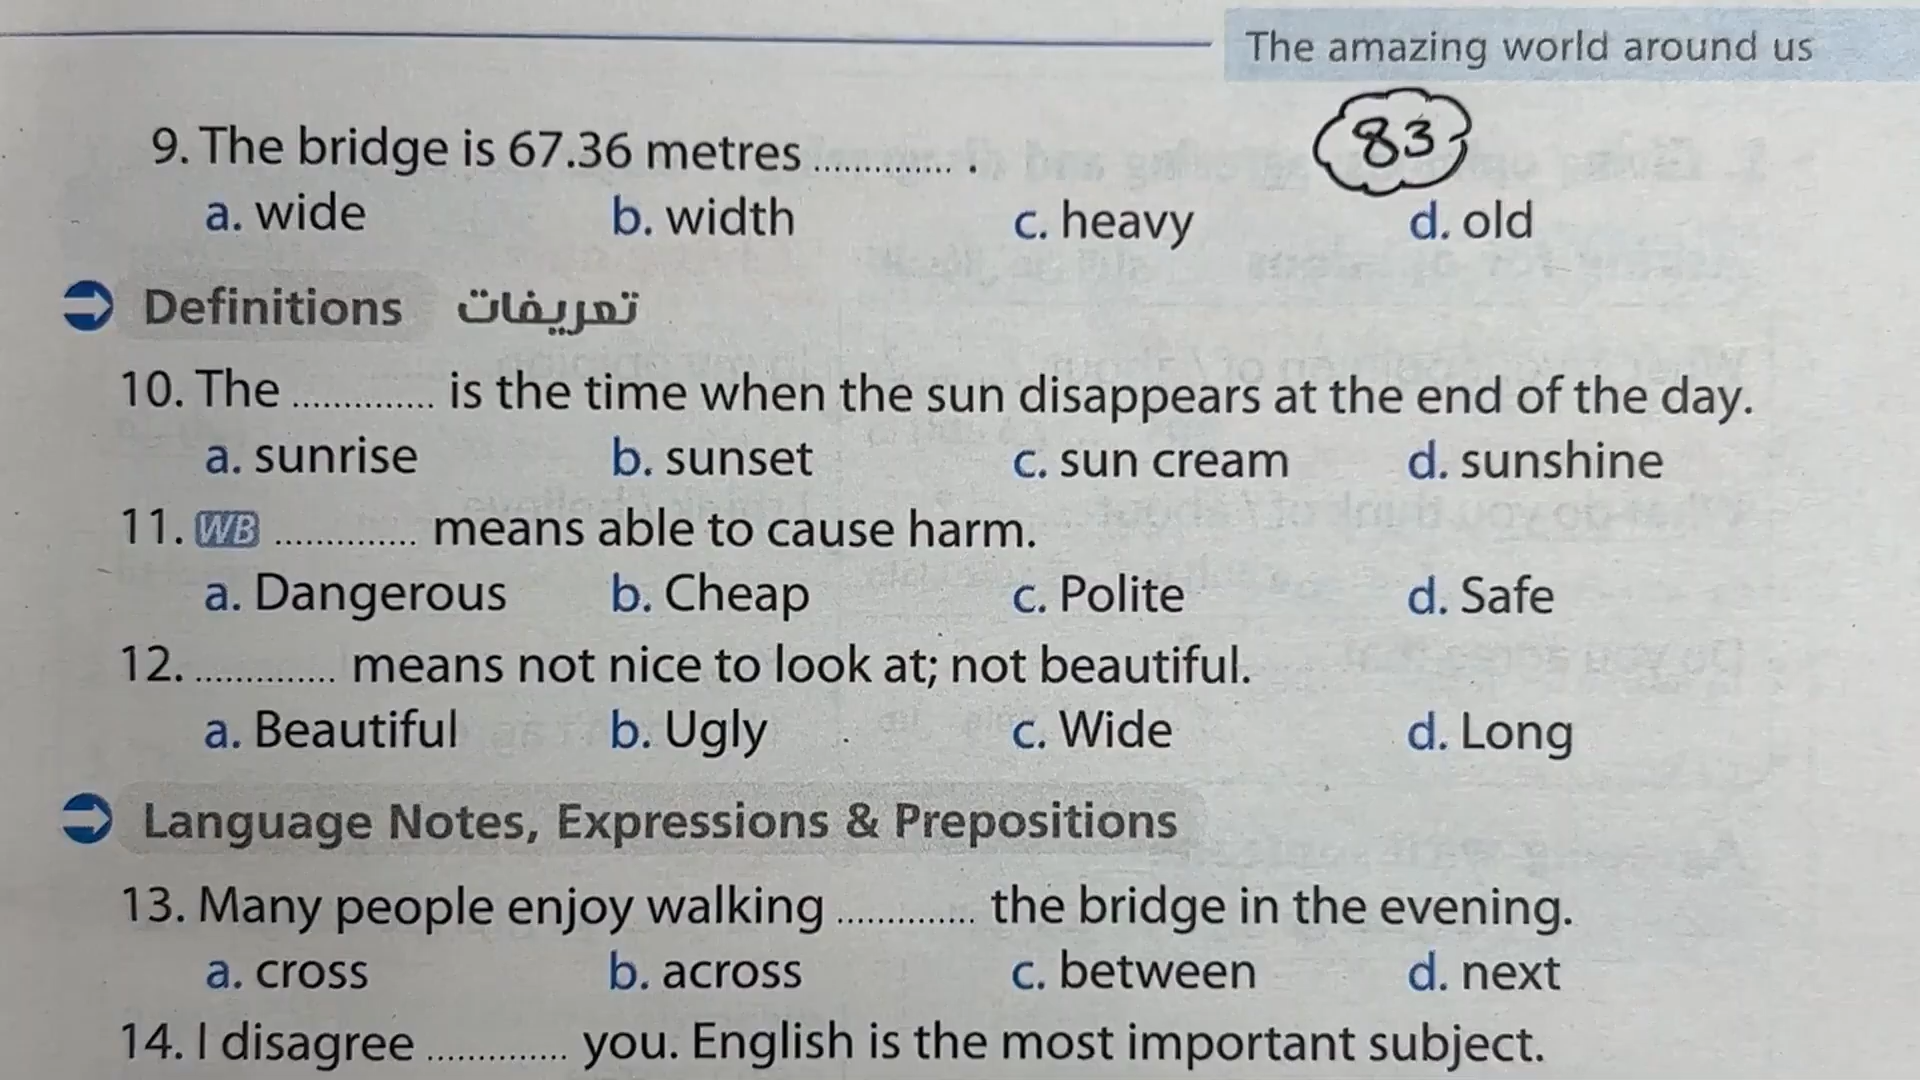 The amazing world around us
83
9. The bridge is 67.36 metres .............. .
a. wide b. width c. heavy d. old
Definitions تعريفات
10. The .............. is the time when the sun disappears at the end of the day.
a. sunrise b. sunset c. sun cream d. sunshine
11. WB .............. means able to cause harm.
a. Dangerous b. Cheap c. Polite d. Safe
12. .............. means not nice to look at; not beautiful.
a. Beautiful b. Ugly c. Wide d. Long
Language Notes, Expressions & Prepositions
13. Many people enjoy walking .............. the bridge in the evening.
a. cross b. across c. between d. next
14. I disagree .............. you. English is the most important subject.